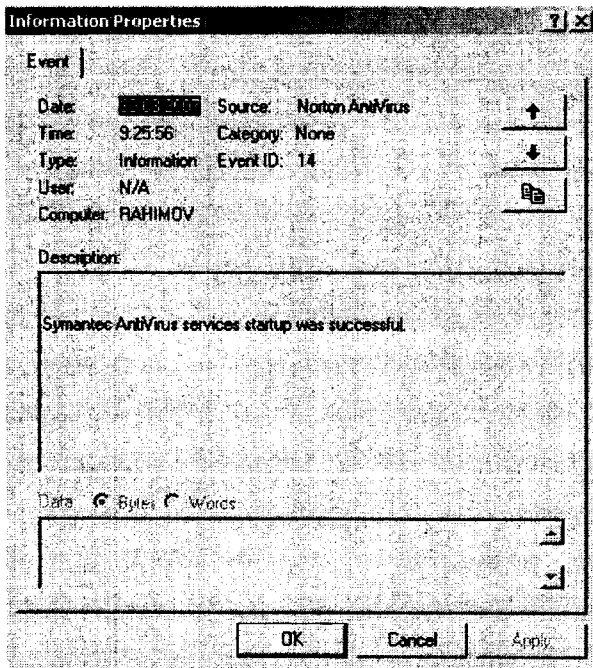 Information Properties
Event
Date: Source: Norton AntiVirus
Time: 9:25:56 Category: None
Type: Information Event ID: 14
User: N/A
Computer: RAHIMOV
Description:
Symantec AntiVirus services startup was successful.
Data: Bytes Words
OK Cancel Apply